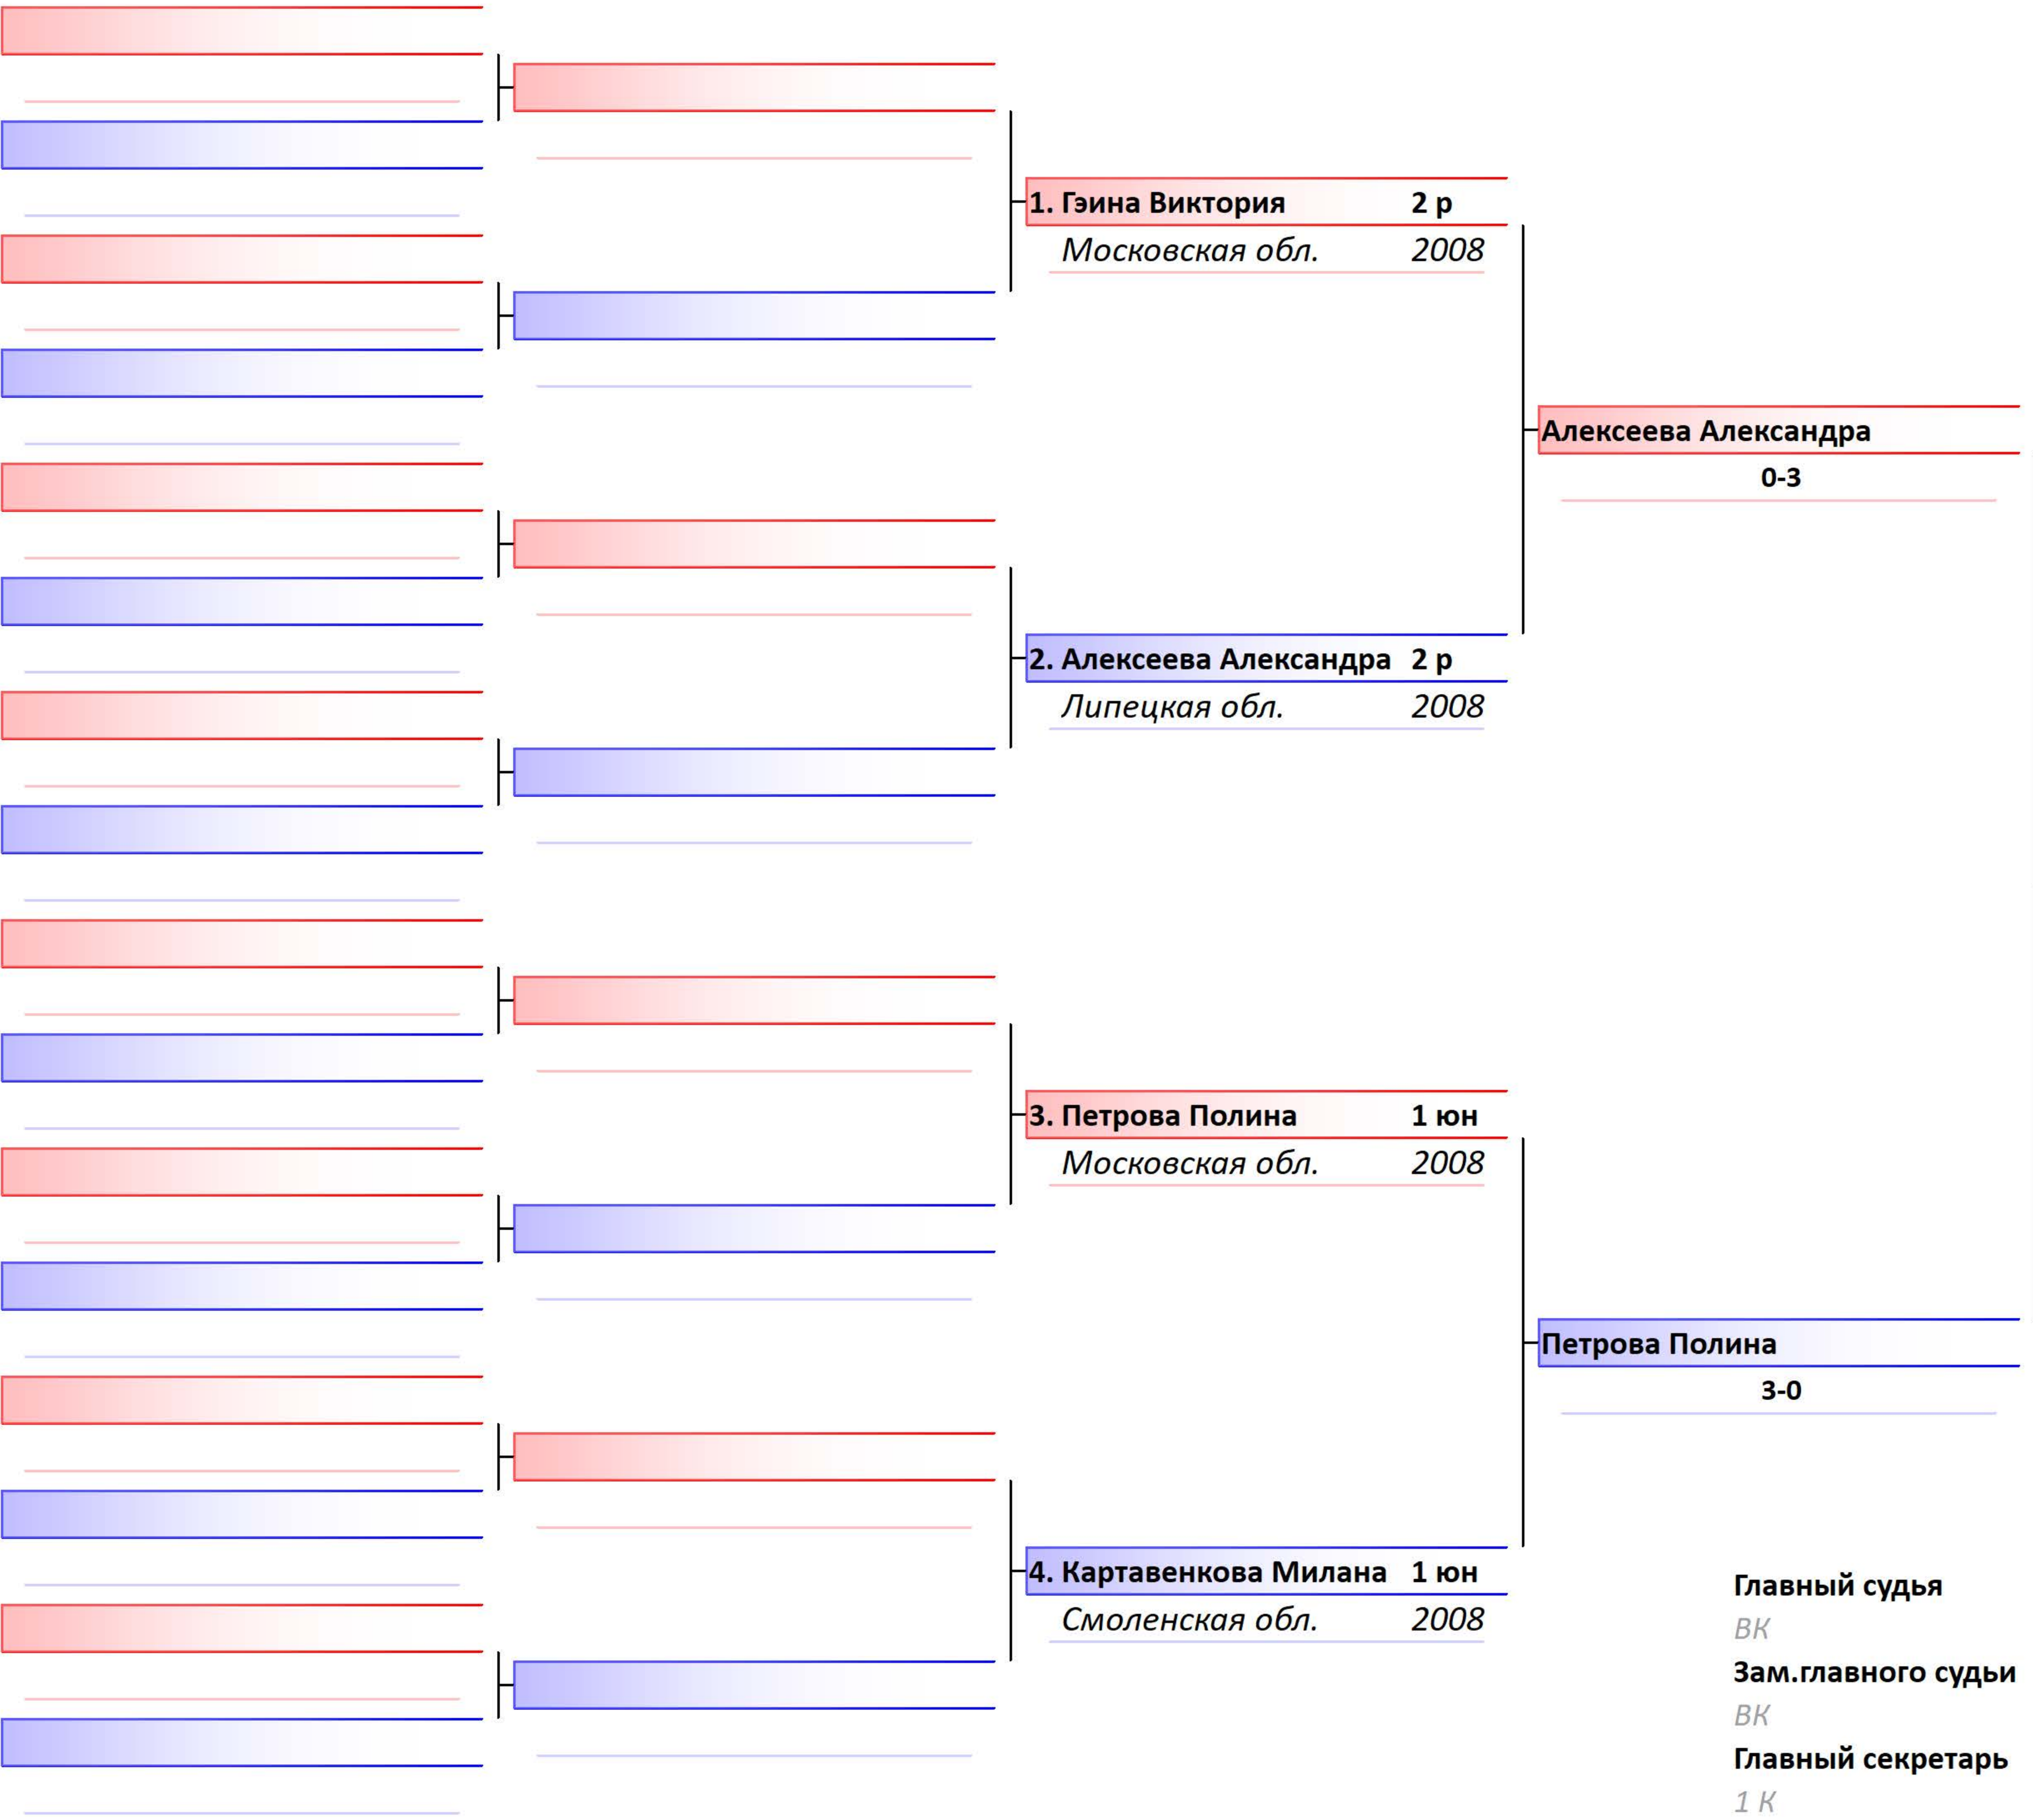 1. Гэина Виктория 2 р
Московская обл. 2008
Алексеева Александра
0-3
2. Алексеева Александра 2 р
Липецкая обл. 2008
3. Петрова Полина 1 юн
Московская обл. 2008
Петрова Полина
3-0
4. Картавенкова Милана 1 юн
Смоленская обл. 2008
Главный судья
ВК
Зам.главного судьи
ВК
Главный секретарь
1 К